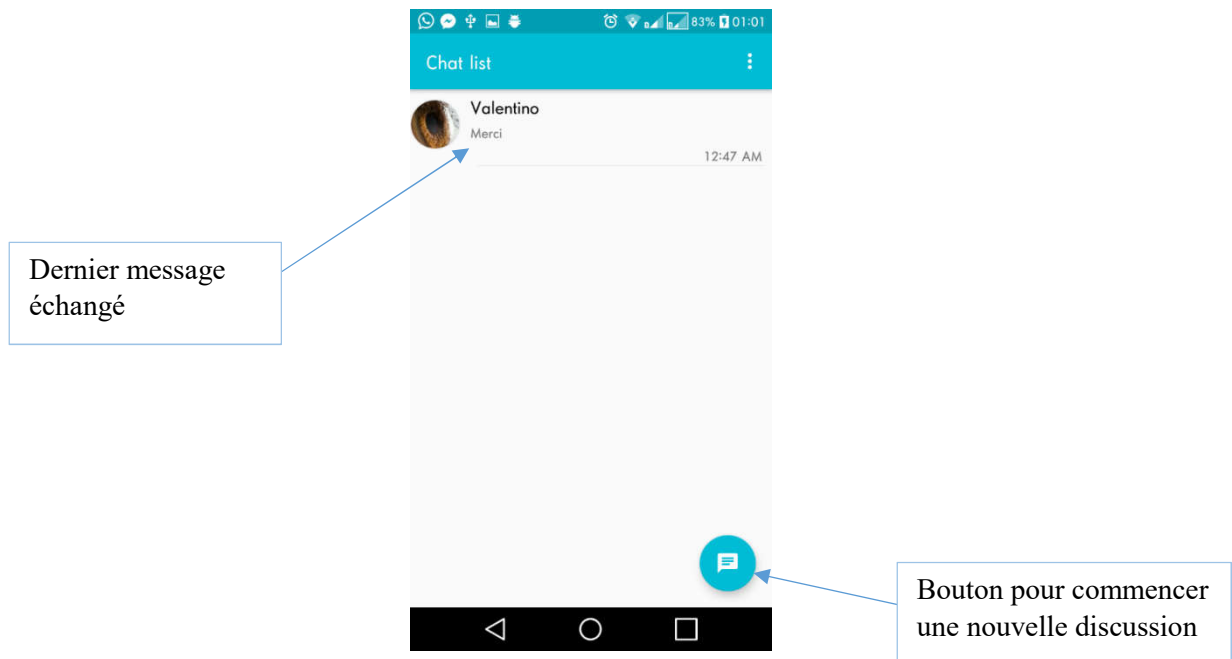 83% 01:01
Chat list
Valentino
Merci
12:47 AM
Dernier message
échangé
Bouton pour commencer
une nouvelle discussion